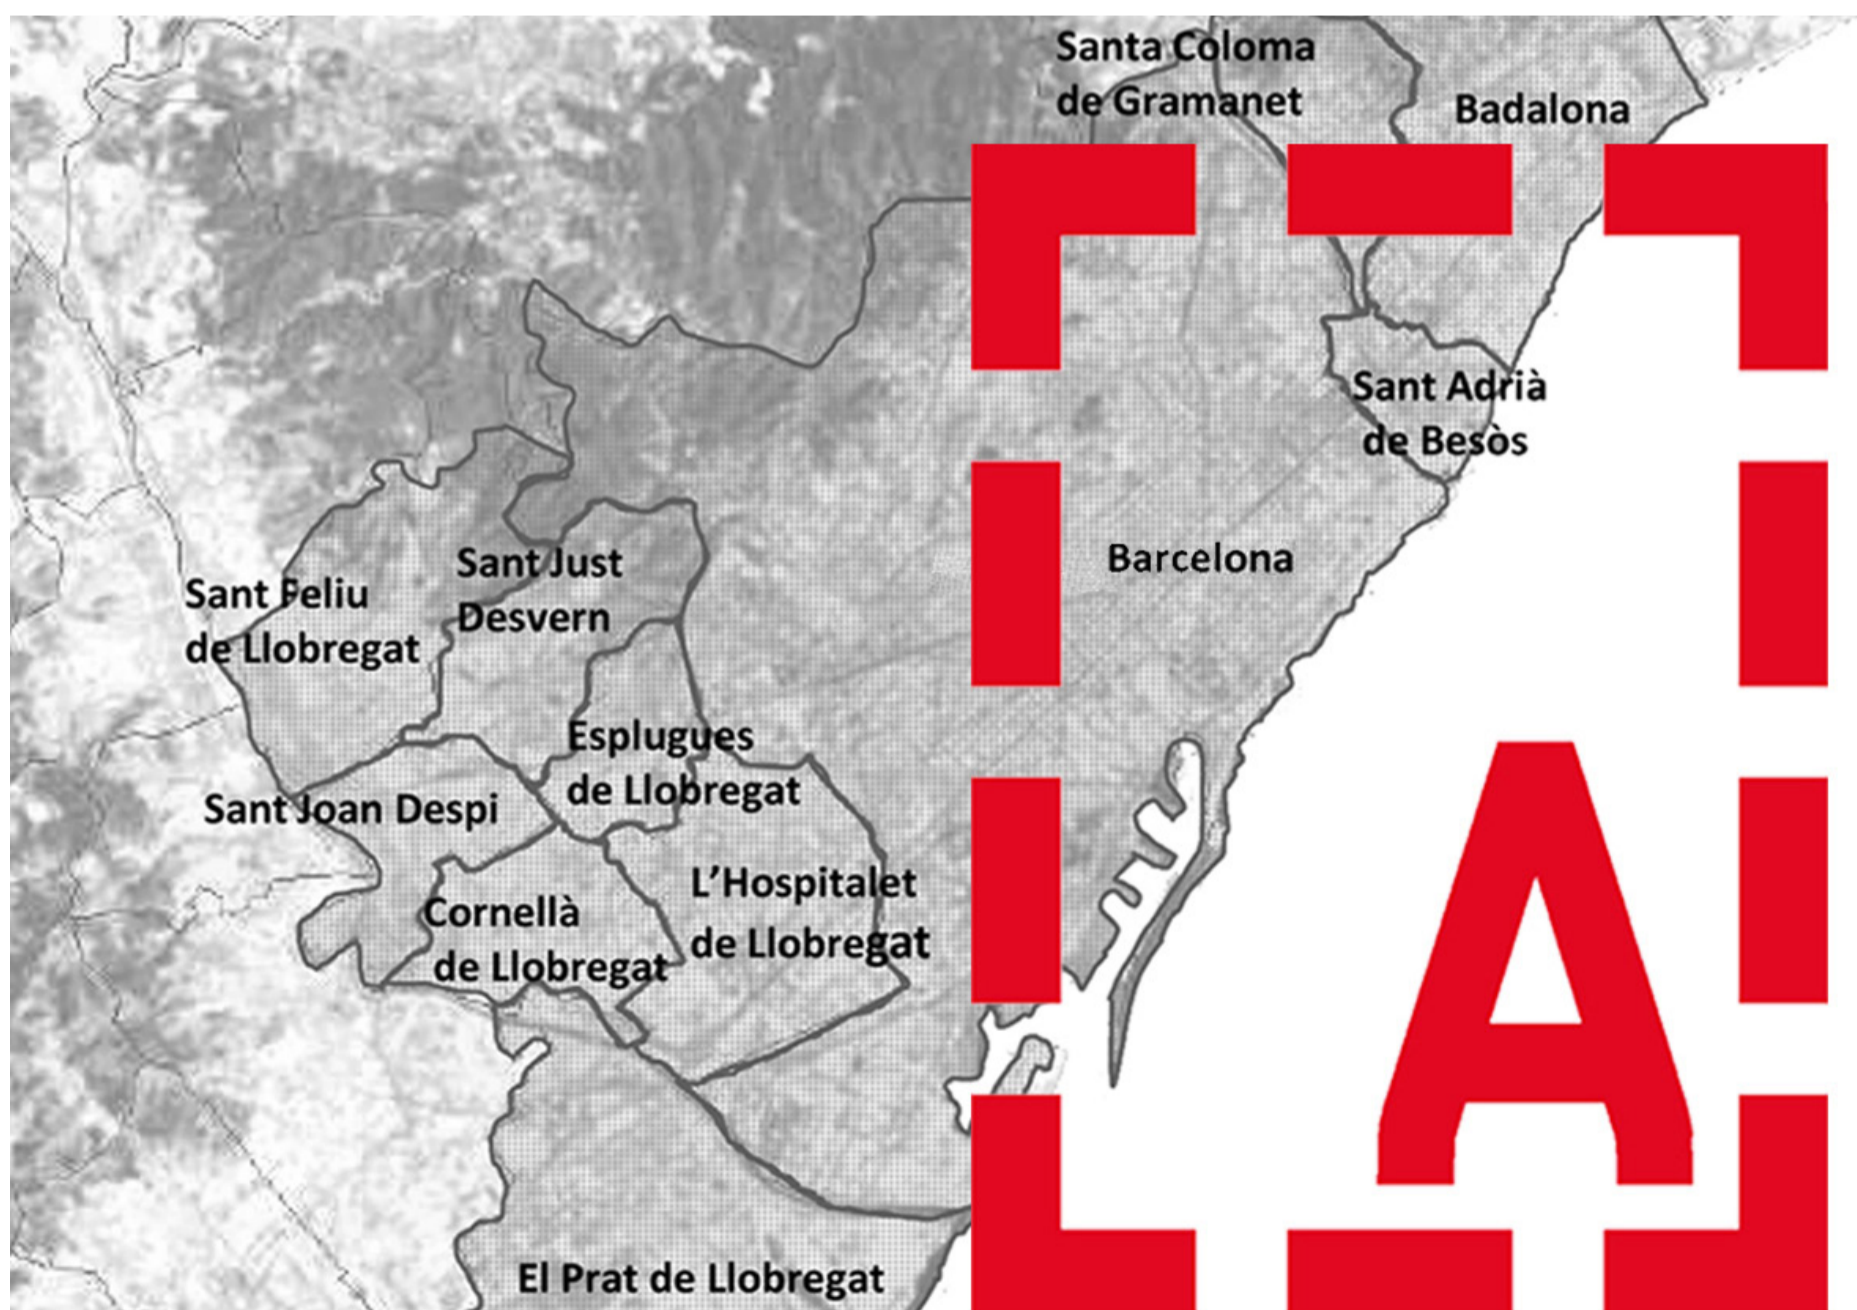 Santa Coloma
de Gramanet
Badalona
Sant Adrià
de Besòs
Barcelona
Sant Just
Desvern
Sant Feliu
de Llobregat
Esplugues
de Llobregat
Sant Joan Despi
L'Hospitalet
de Llobregat
Cornellà
de Llobregat
El Prat de Llobregat
A